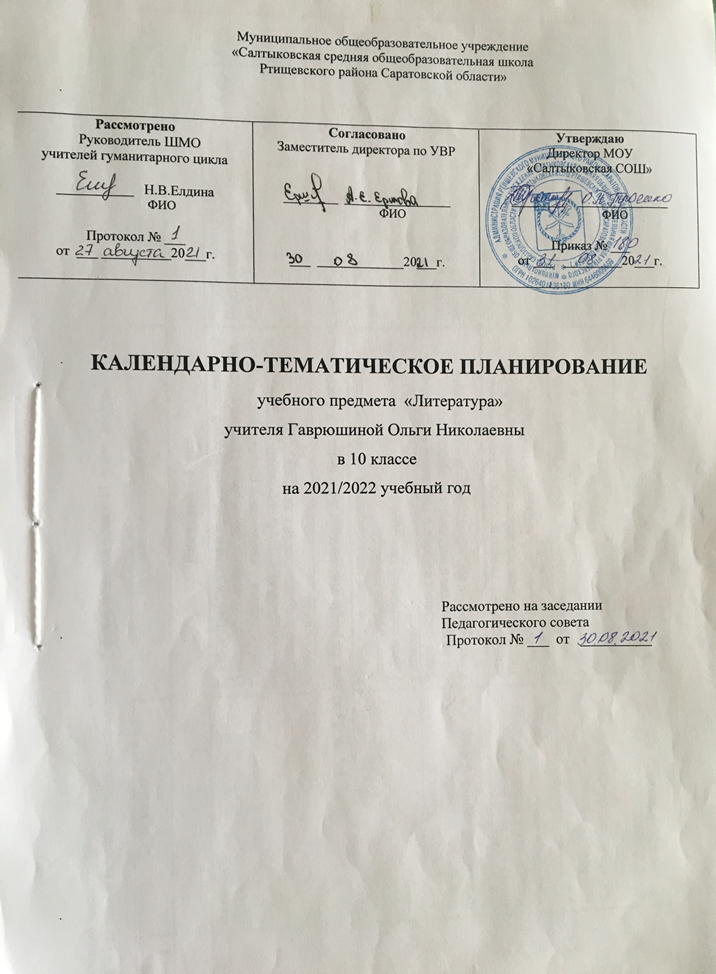 Муниципальное общеобразовательное учреждение
«Салтыковская средняя общеобразовательная школа
Ртищевского района Саратовской области»
Рассмотрено
Руководитель ШМО
учителей гуманитарного цикла
Н.В.Елдина
ФИО
Протокол № 1
от 27 августа 2021 г.
Согласовано
Заместитель директора по УВР
А.Е. Ершова
ФИО
30 08 2021 г.
Утверждаю
Директор МОУ
«Салтыковская СОШ»
ФИО
Приказ № 180
от 31 08 2021 г.
КАЛЕНДАРНО-ТЕМАТИЧЕСКОЕ ПЛАНИРОВАНИЕ
учебного предмета «Литература»
учителя Гаврюшиной Ольги Николаевны
в 10 классе
на 2021/2022 учебный год
Рассмотрено на заседании
Педагогического совета
Протокол № 1 от 30.08.2021